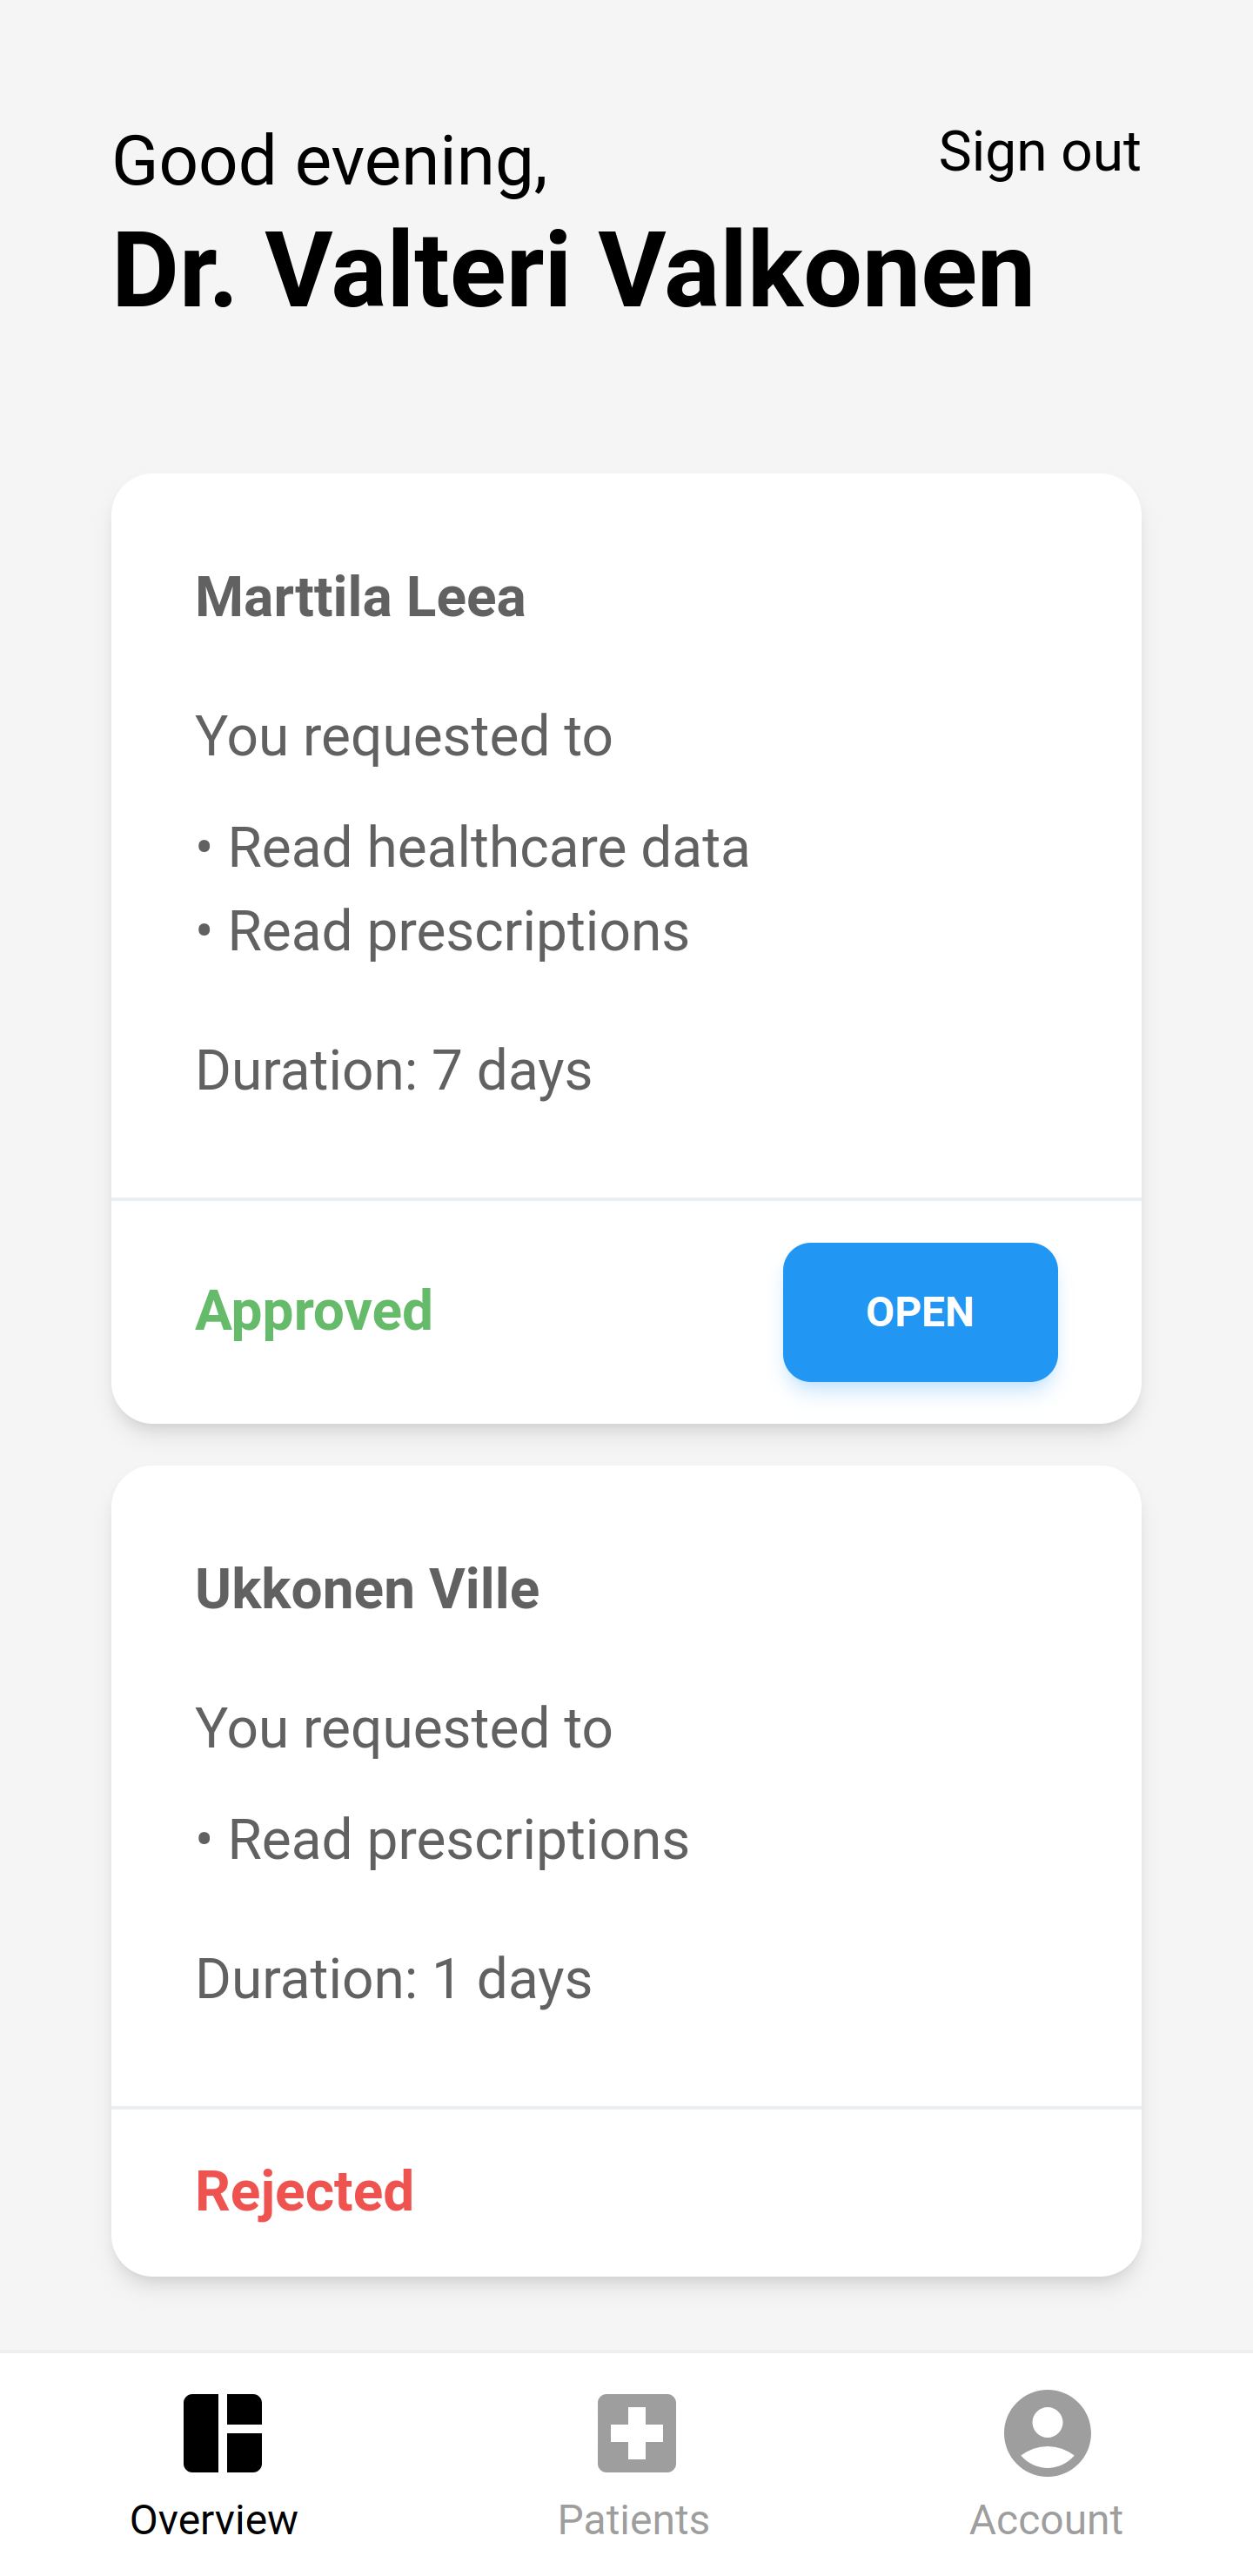 Good evening,
Sign out
Dr. Valteri Valkonen
Marttila Leea
You requested to
• Read healthcare data
• Read prescriptions
Duration: 7 days
Approved
OPEN
Ukkonen Ville
You requested to
• Read prescriptions
Duration: 1 days
Rejected
Overview
Patients
Account